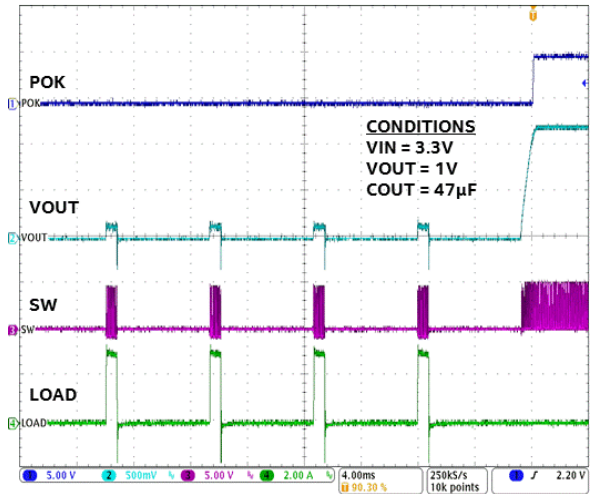 T
POK
1 POK
CONDITIONS
VIN = 3.3V
VOUT = 1V
COUT = 47µF
VOUT
2 VOUT
SW
3 SW
LOAD
4 LOAD
1 5.00 V 2 500mV 3 5.00 V 4 2.00 A 4.00ms 250kS/s 1 2.20 V
T 90.30 % 10k points